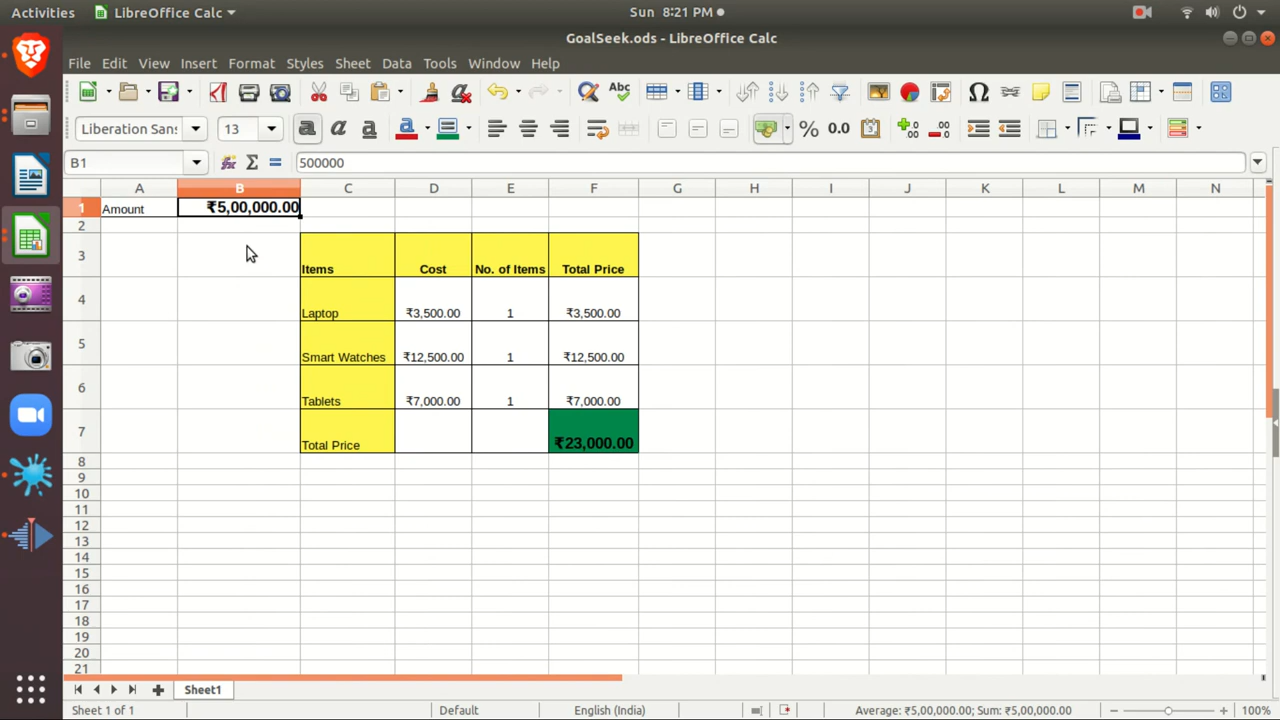 Activities LibreOffice Calc Sun 8:21 PM
GoalSeek.ods - LibreOffice Calc
File Edit View Insert Format Styles Sheet Data Tools Window Help
Abc
Liberation Sans 13 a a a % 0.0
B1 Σ = 500000
A B C D E F G H I J K L M N
1 Amount ₹5,00,000.00
2
3 Items Cost No. of Items Total Price
4 Laptop ₹3,500.00 1 ₹3,500.00
5 Smart Watches ₹12,500.00 1 ₹12,500.00
6 Tablets ₹7,000.00 1 ₹7,000.00
7 Total Price ₹23,000.00
8
9
10
11
12
13
14
15
16
17
18
19
20
21
Sheet1
Sheet 1 of 1 Default English (India) Average: ₹5,00,000.00; Sum: ₹5,00,000.00 100%